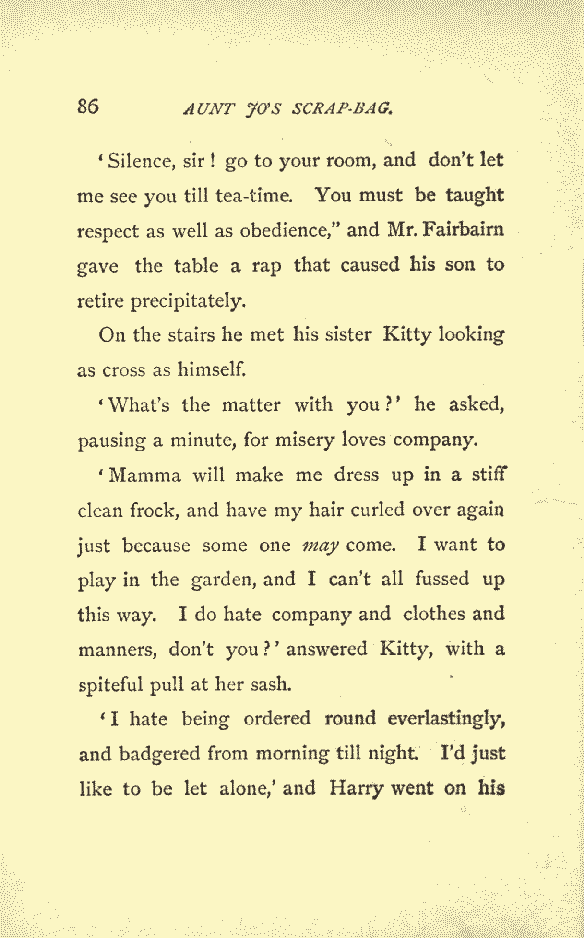 86 AUNT JO'S SCRAP-BAG.
'Silence, sir! go to your room, and don't let
me see you till tea-time. You must be taught
respect as well as obedience," and Mr. Fairbairn
gave the table a rap that caused his son to
retire precipitately.
On the stairs he met his sister Kitty looking
as cross as himself.
'What's the matter with you?' he asked,
pausing a minute, for misery loves company.
'Mamma will make me dress up in a stiff
clean frock, and have my hair curled over again
just because some one may come. I want to
play in the garden, and I can't all fussed up
this way. I do hate company and clothes and
manners, don't you?' answered Kitty, with a
spiteful pull at her sash.
'I hate being ordered round everlastingly,
and badgered from morning till night. I'd just
like to be let alone,' and Harry went on his